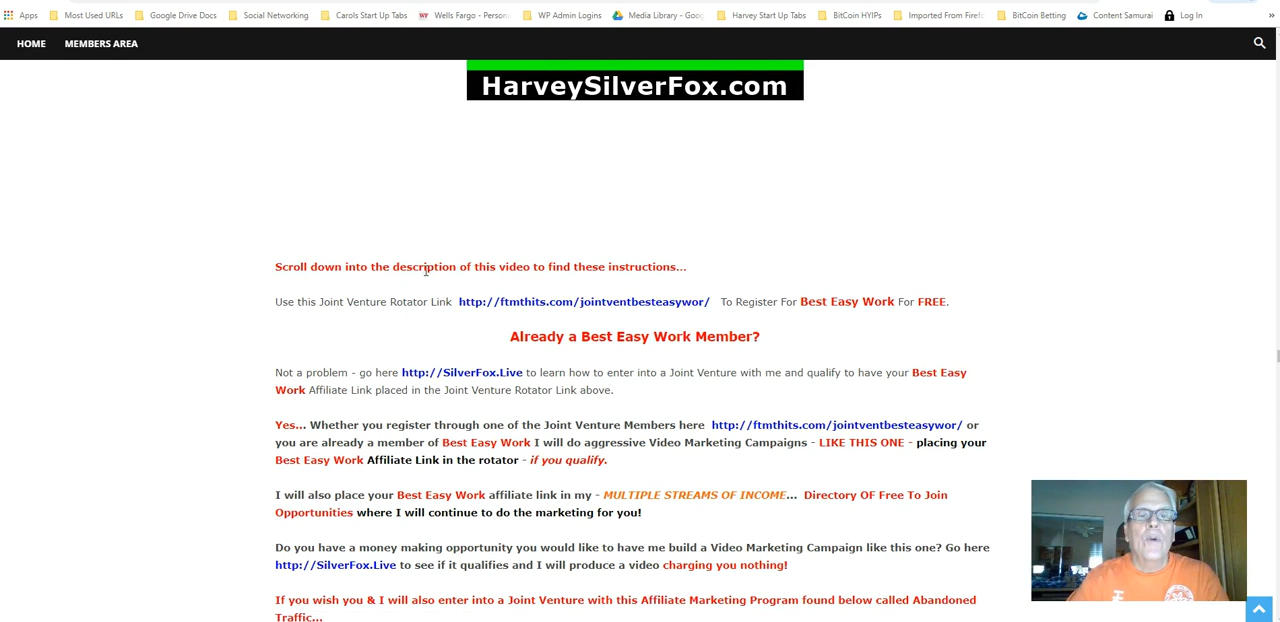 Apps Most Used URLs Google Drive Docs Social Networking Carols Start Up Tabs Wells Fargo - Person WP Admin Logins Media Library - Goog Harvey Start Up Tabs BitCoin HYIPs Imported From Firef BitCoin Betting Content Samurai Log In »
HOME MEMBERS AREA
HarveySilverFox.com
Scroll down into the description of this video to find these instructions...
Use this Joint Venture Rotator Link http://ftmthits.com/jointventbesteasywor/ To Register For Best Easy Work For FREE.
Already a Best Easy Work Member?
Not a problem - go here http://SilverFox.Live to learn how to enter into a Joint Venture with me and qualify to have your Best Easy
Work Affiliate Link placed in the Joint Venture Rotator Link above.
Yes... Whether you register through one of the Joint Venture Members here http://ftmthits.com/jointventbesteasywor/ or
you are already a member of Best Easy Work I will do aggressive Video Marketing Campaigns - LIKE THIS ONE - placing your
Best Easy Work Affiliate Link in the rotator - if you qualify.
I will also place your Best Easy Work affiliate link in my - MULTIPLE STREAMS OF INCOME... Directory OF Free To Join
Opportunities where I will continue to do the marketing for you!
Do you have a money making opportunity you would like to have me build a Video Marketing Campaign like this one? Go here
http://SilverFox.Live to see if it qualifies and I will produce a video charging you nothing!
If you wish you & I will also enter into a Joint Venture with this Affiliate Marketing Program found below called Abandoned
Traffic...